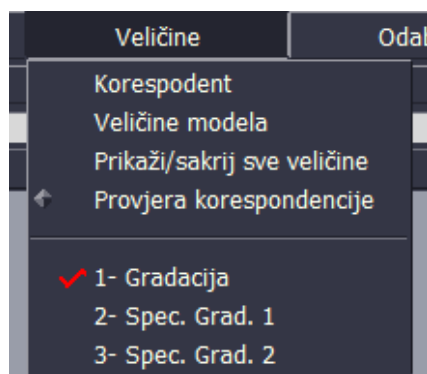 Veličine Odab
Korespodent
Veličine modela
Prikaži/sakrij sve veličine
Provjera korespondencije
1- Gradacija
2- Spec. Grad. 1
3- Spec. Grad. 2